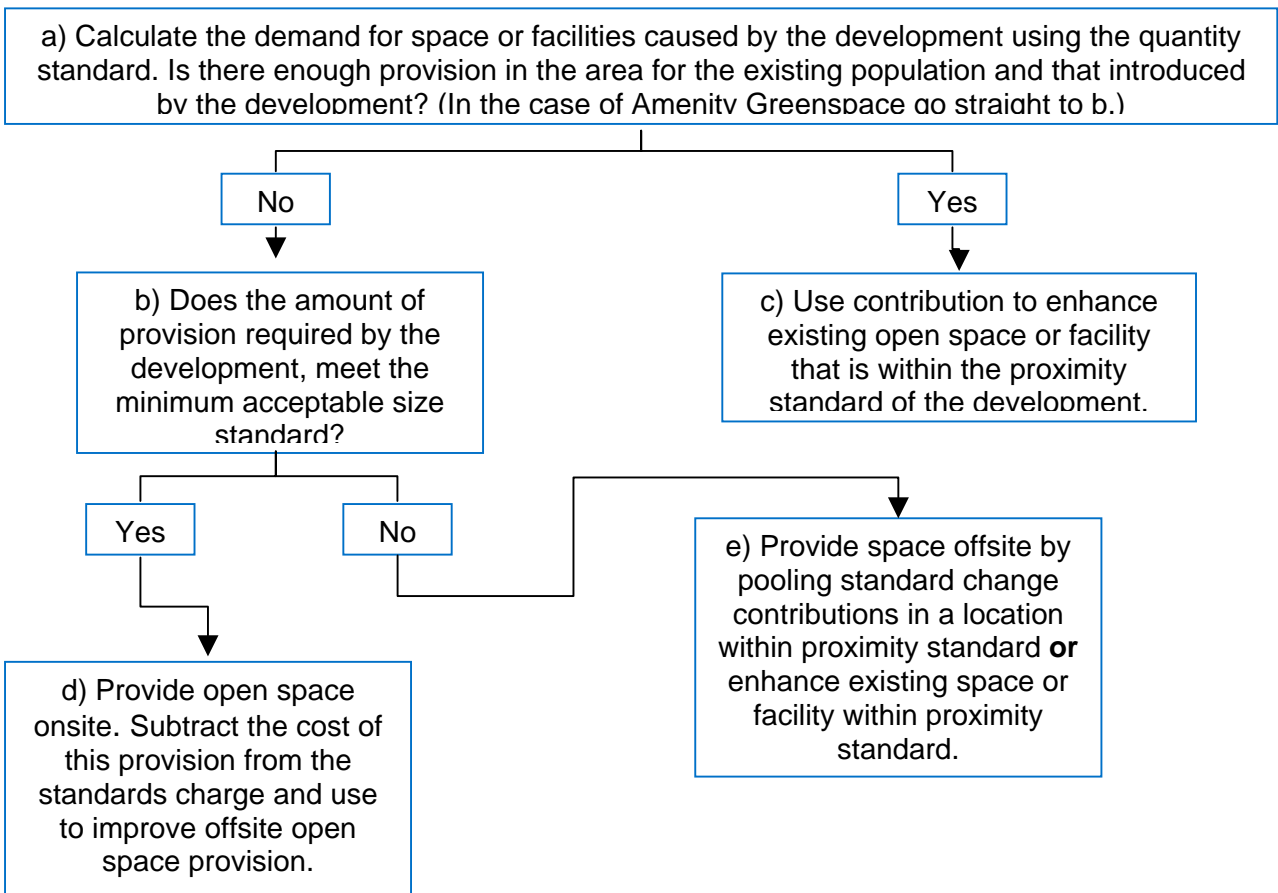 a) Calculate the demand for space or facilities caused by the development using the quantity
standard. Is there enough provision in the area for the existing population and that introduced
by the development? (In the case of Amenity Greenspace go straight to b.)
No
Yes
b) Does the amount of
provision required by the
development, meet the
minimum acceptable size
standard?
c) Use contribution to enhance
existing open space or facility
that is within the proximity
standard of the development.
Yes
No
e) Provide space offsite by
pooling standard change
contributions in a location
within proximity standard or
enhance existing space or
facility within proximity
standard.
d) Provide open space
onsite. Subtract the cost of
this provision from the
standards charge and use
to improve offsite open
space provision.